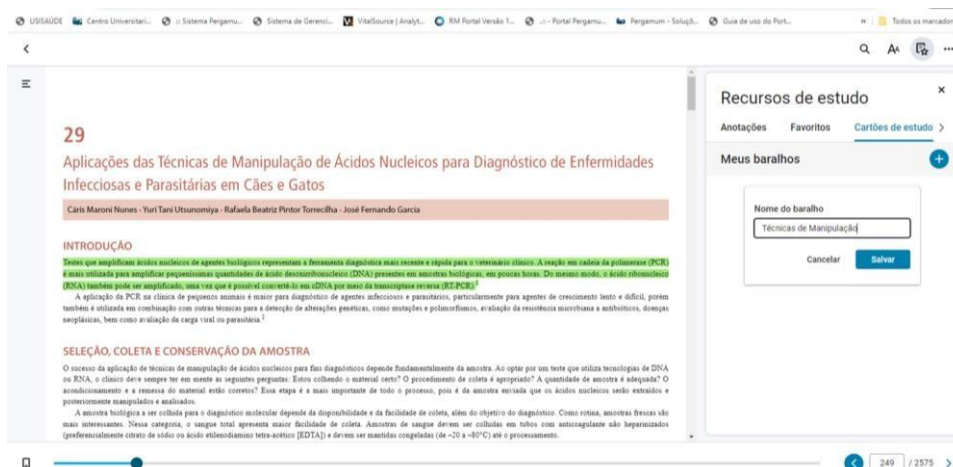 USISAÚDE
Centro Universitari...
:: Sistema Pergamu...
Sistema de Gerenci...
VitalSource | Analyt...
RM Portal Versão 1...
.:: - Portal Pergamu...
Pergamum - Soluçõ...
Guia de uso do Port...
Todos os marcador
29
Aplicações das Técnicas de Manipulação de Ácidos Nucleicos para Diagnóstico de Enfermidades
Infecciosas e Parasitárias em Cães e Gatos
Cáris Maroni Nunes - Yuri Tani Utsunomiya - Rafaela Beatriz Pintor Torrecilha - José Fernando Garcia
INTRODUÇÃO
Testes que amplificam ácidos nucleicos de agentes biológicos representam a ferramenta diagnóstica mais recente e rápida para o veterinário clínico. A reação em cadeia da polimerase (PCR)
é mais utilizada para amplificar pequeníssimas quantidades de ácido desoxirribonucleico (DNA) presentes em amostras biológicas, em poucas horas. Do mesmo modo, o ácido ribonucleico
(RNA) também pode ser amplificado, uma vez que é possível convertê-lo em cDNA por meio da transcriptase reversa (RT-PCR).
A aplicação da PCR na clínica de pequenos animais é maior para diagnóstico de agentes infecciosos e parasitários, particularmente para agentes de crescimento lento e difícil, porém
também é utilizada em combinação com outras técnicas para a detecção de alterações genéticas, como mutações e polimorfismos, avaliação da resistência microbiana a antibióticos, doenças
neoplásicas, bem como avaliação da carga viral ou parasitária.2
SELEÇÃO, COLETA E CONSERVAÇÃO DA AMOSTRA
O sucesso da aplicação de técnicas de manipulação de ácidos nucleicos para fins diagnósticos depende fundamentalmente da amostra. Ao optar por um teste que utiliza tecnologias de DNA
ou RNA, o clínico deve sempre ter em mente as seguintes perguntas: Estou colhendo o material certo? O procedimento de coleta é apropriado? A quantidade de amostra é adequada? O
acondicionamento e a remessa do material estão corretos? Essa etapa é a mais importante de todo o processo, pois é da amostra enviada que os ácidos nucleicos serão extraídos e
posteriormente manipulados e analisados.
A amostra biológica a ser colhida para o diagnóstico molecular depende da disponibilidade e da facilidade de coleta, além do objetivo do diagnóstico. Como rotina, amostras frescas são
mais interessantes. Nessa categoria, o sangue total apresenta maior facilidade de coleta. Amostras de sangue devem ser colhidas em tubos com anticoagulante não heparinizados
(preferencialmente citrato de sódio ou ácido etilenodiamino tetra-acético [EDTA]) e devem ser mantidas congeladas (de –20 a –80°C) até o processamento.
Recursos de estudo
Anotações
Favoritos
Cartões de estudo
Meus baralhos
Nome do baralho
Técnicas de Manipulação
Cancelar
Salvar
249 / 2575